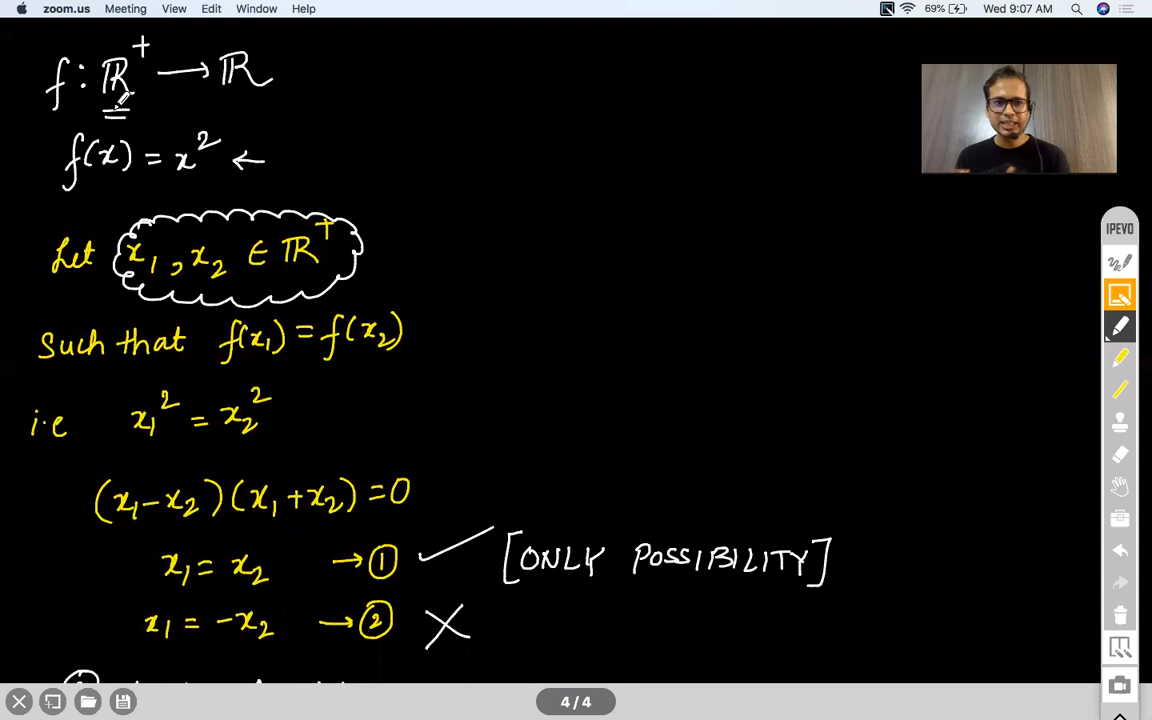 zoom.us Meeting View Edit Window Help 69% Wed 9:07 AM
f: ℝ⁺ → ℝ
f(x) = x² ←
Let x₁, x₂ ∈ ℝ⁺
Such that f(x₁) = f(x₂)
i.e x₁² = x₂²
(x₁ - x₂)(x₁ + x₂) = 0
x₁ = x₂ → ① ✓ [ONLY POSSIBILITY]
x₁ = -x₂ → ② ✗
IPEVO
4/4